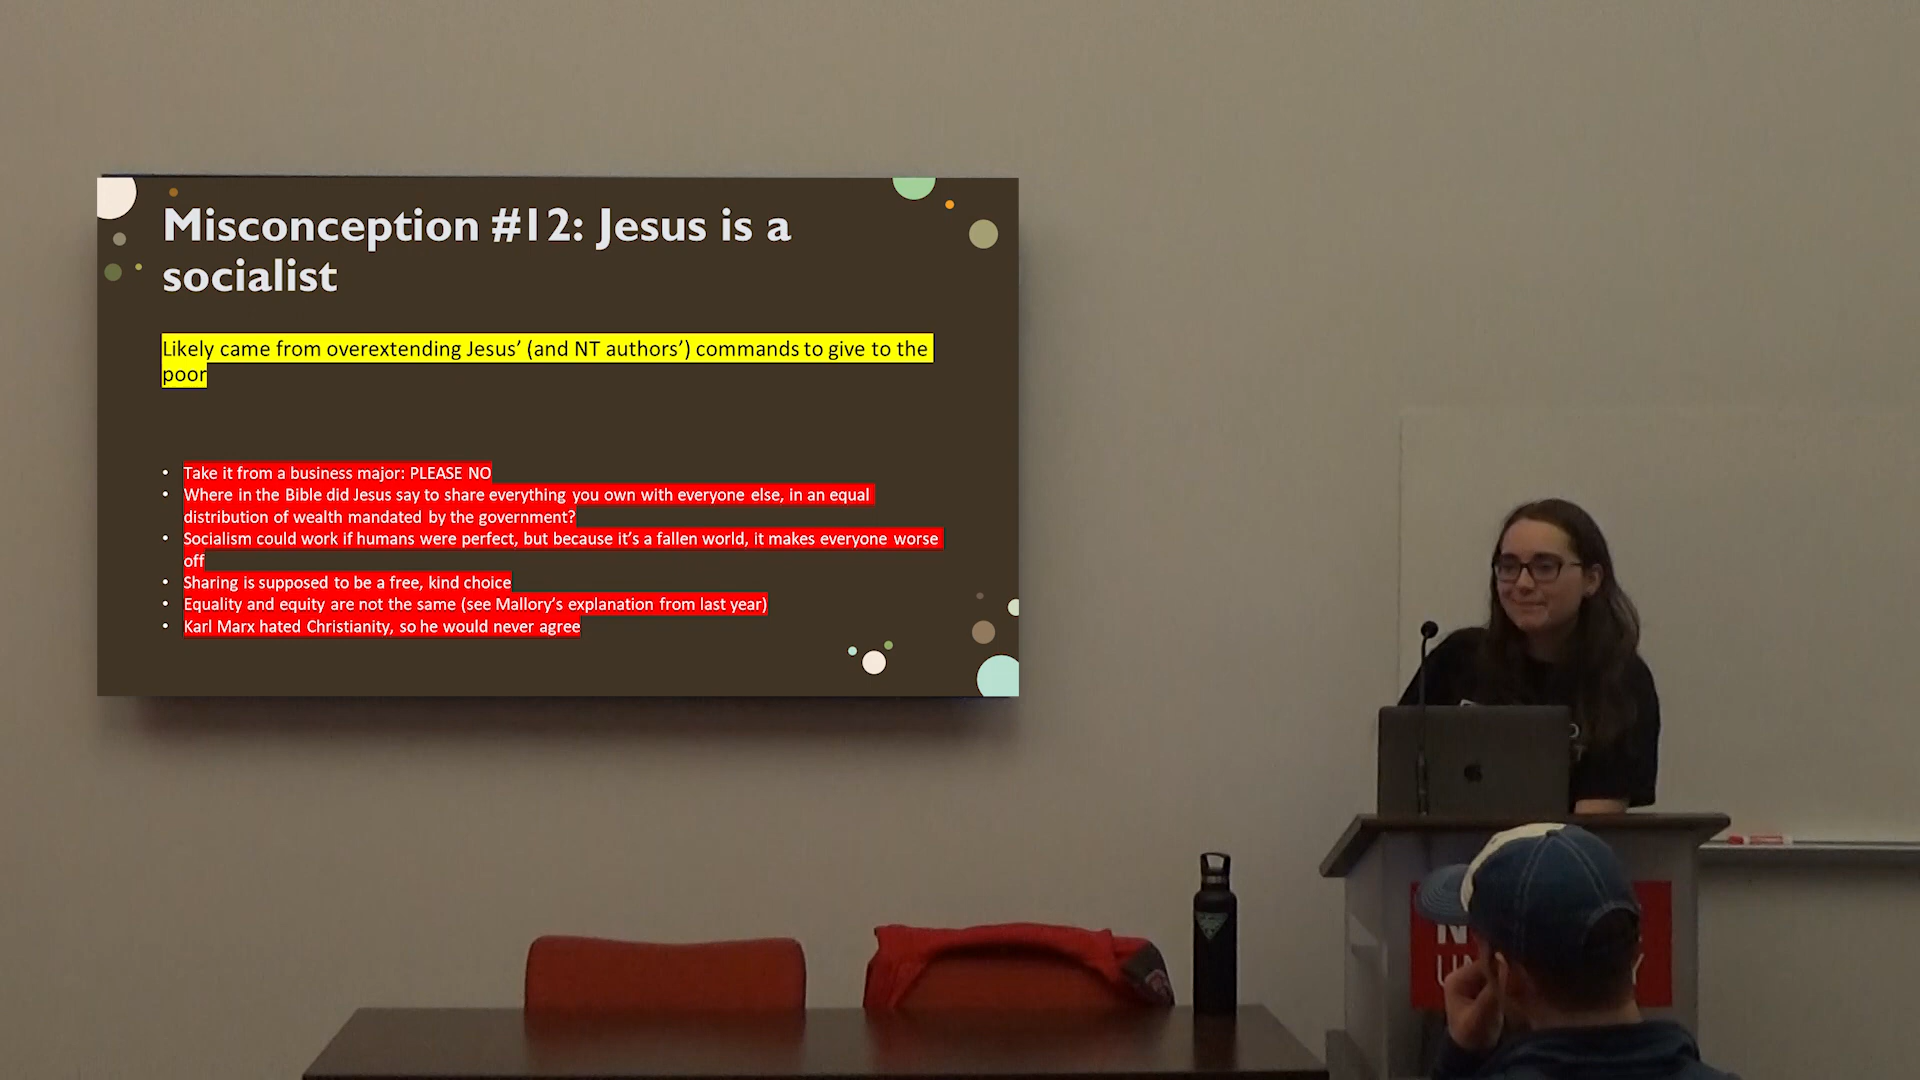 Misconception #12: Jesus is a
socialist
Likely came from overextending Jesus’ (and NT authors’) commands to give to the
poor
• Take it from a business major: PLEASE NO
• Where in the Bible did Jesus say to share everything you own with everyone else, in an equal
distribution of wealth mandated by the government?
• Socialism could work if humans were perfect, but because it’s a fallen world, it makes everyone worse
off
• Sharing is supposed to be a free, kind choice
• Equality and equity are not the same (see Mallory’s explanation from last year)
• Karl Marx hated Christianity, so he would never agree